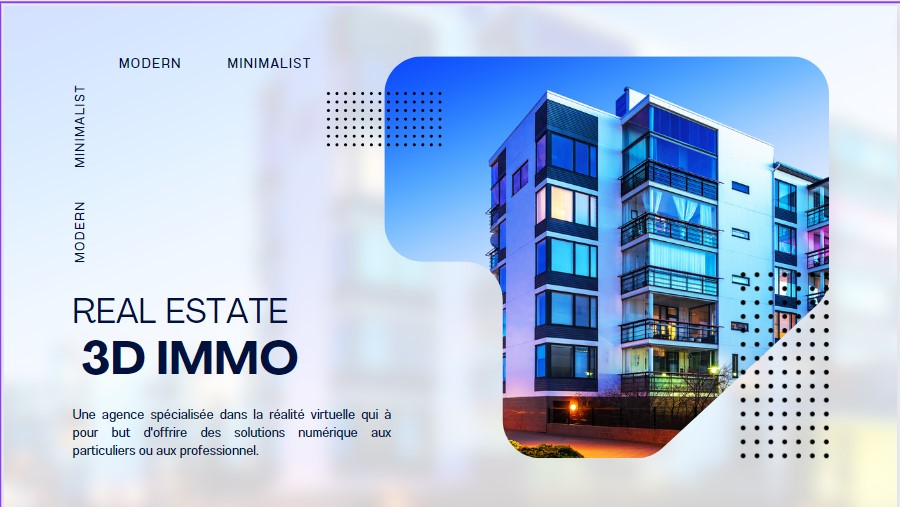 MODERN MINIMALIST
MINIMALIST
MODERN
REAL ESTATE
3D IMMO
Une agence spécialisée dans la réalité virtuelle qui à
pour but d'offrire des solutions numérique aux
particuliers ou aux professionnel.